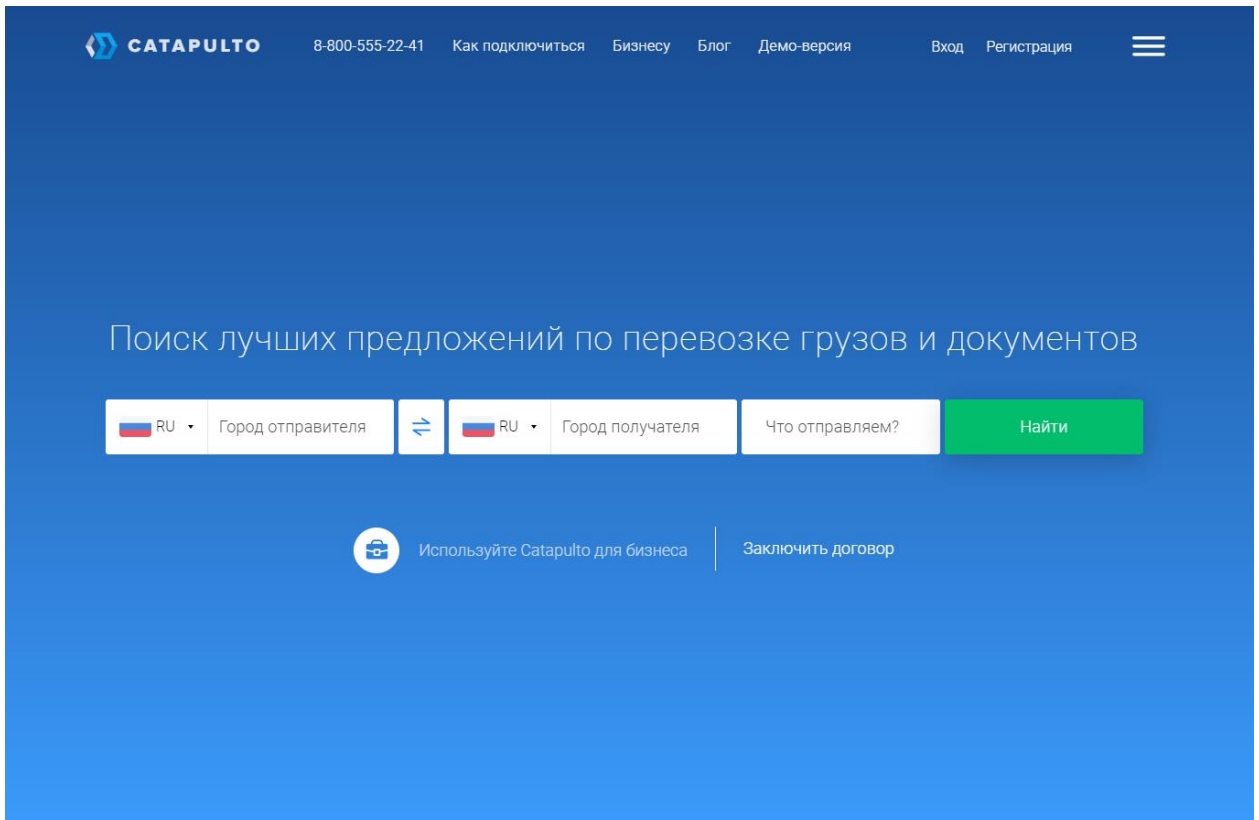 CATAPULTO 8-800-555-22-41 Как подключиться Бизнесу Блог Демо-версия Вход Регистрация
Поиск лучших предложений по перевозке грузов и документов
RU Город отправителя RU Город получателя Что отправляем? Найти
Используйте Catapulto для бизнеса Заключить договор